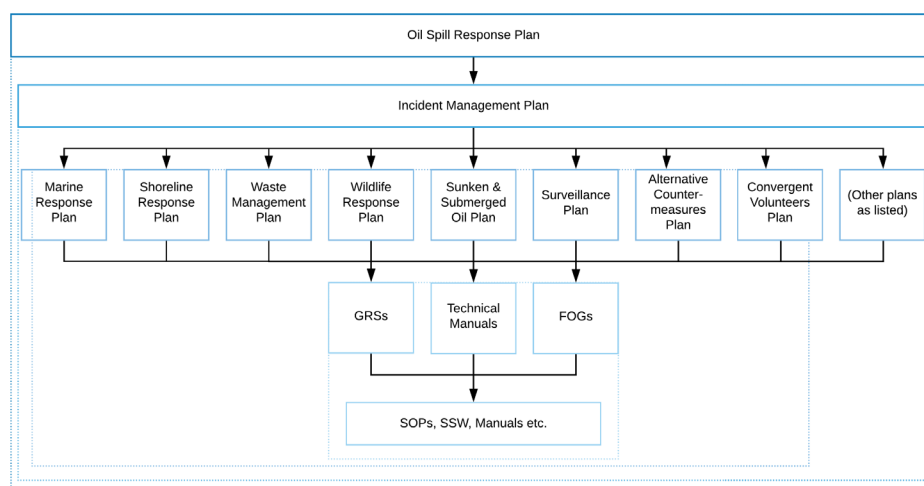 Oil Spill Response Plan
Incident Management Plan
Marine
Response
Plan
Shoreline
Response
Plan
Waste
Management
Plan
Wildlife
Response
Plan
Sunken &
Submerged
Oil Plan
Surveillance
Plan
Alternative
Counter-
measures
Plan
Convergent
Volunteers
Plan
(Other plans
as listed)
GRSs
Technical
Manuals
FOGs
SOPs, SSW, Manuals etc.